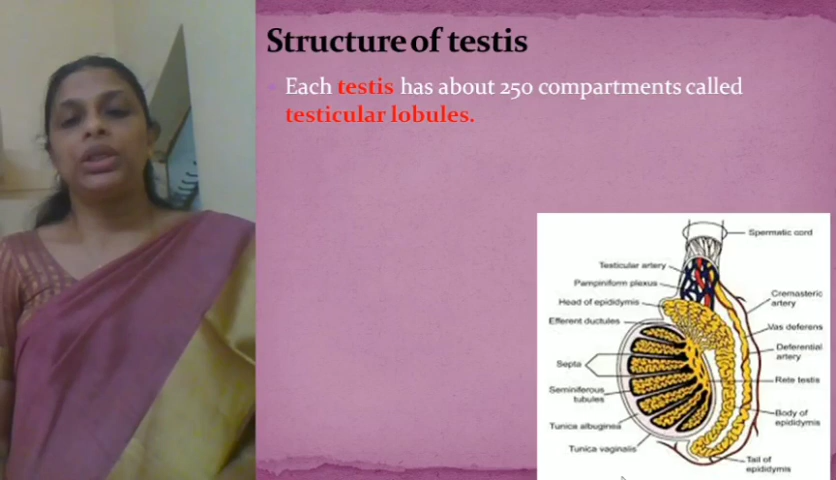 Structure of testis
Each testis has about 250 compartments called
testicular lobules.
Spermatic cord
Testicular artery
Pampiniform plexus
Head of epididymis
Efferent ductules
Septa
Seminiferous
tubules
Tunica albuginea
Tunica vaginalis
Cremasteric
artery
Vas deferens
Deferential
artery
Rete testis
Body of
epididymis
Tail of
epididymis